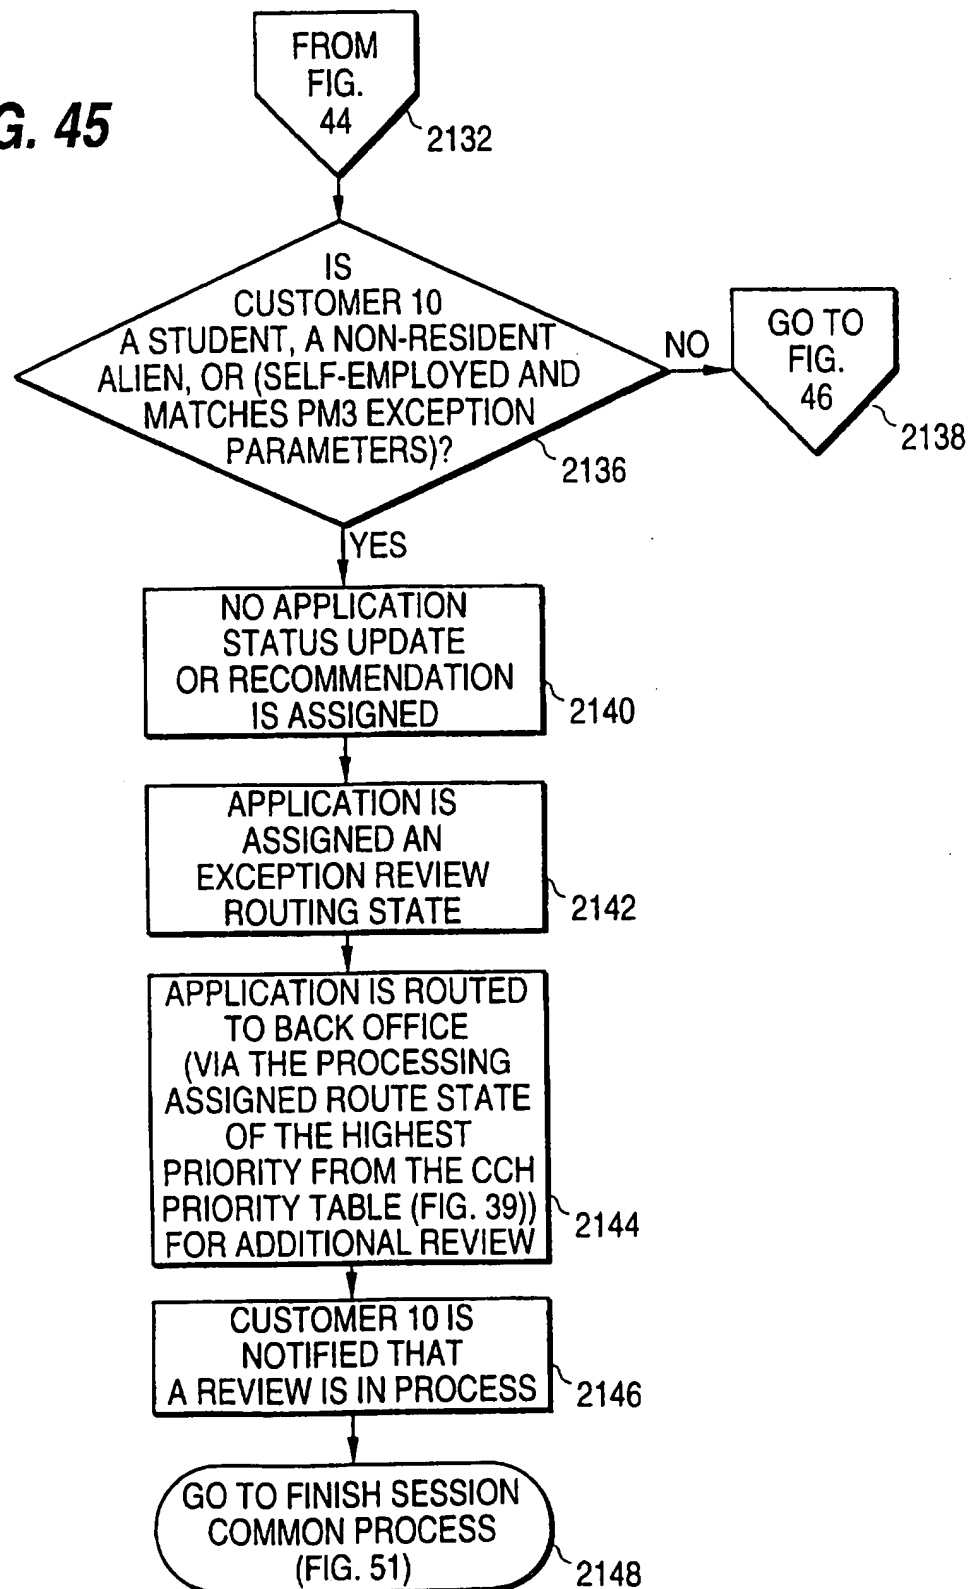 G. 45
FROM
FIG.
44
2132
IS
CUSTOMER 10
A STUDENT, A NON-RESIDENT
ALIEN, OR (SELF-EMPLOYED AND
MATCHES PM3 EXCEPTION
PARAMETERS)?
2136
NO
GO TO
FIG.
46
2138
YES
NO APPLICATION
STATUS UPDATE
OR RECOMMENDATION
IS ASSIGNED
2140
APPLICATION IS
ASSIGNED AN
EXCEPTION REVIEW
ROUTING STATE
2142
APPLICATION IS ROUTED
TO BACK OFFICE
(VIA THE PROCESSING
ASSIGNED ROUTE STATE
OF THE HIGHEST
PRIORITY FROM THE CCH
PRIORITY TABLE (FIG. 39))
FOR ADDITIONAL REVIEW
2144
CUSTOMER 10 IS
NOTIFIED THAT
A REVIEW IS IN PROCESS
2146
GO TO FINISH SESSION
COMMON PROCESS
(FIG. 51)
2148